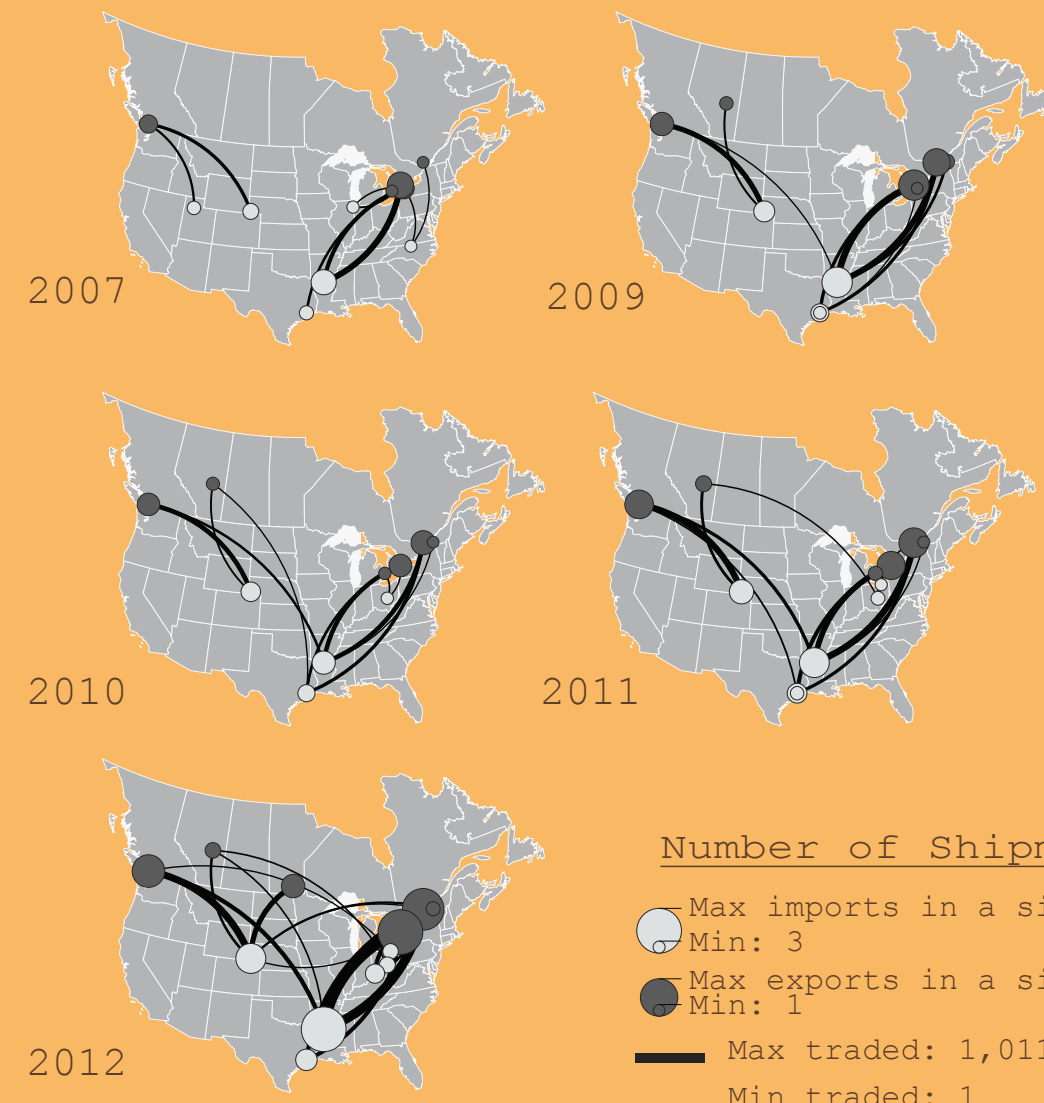 2007
2009
2010
2011
2012
Number of Shipm
Max imports in a si
Min: 3
Max exports in a si
Min: 1
Max traded: 1,011
Min traded: 1